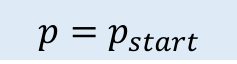 p = p_start